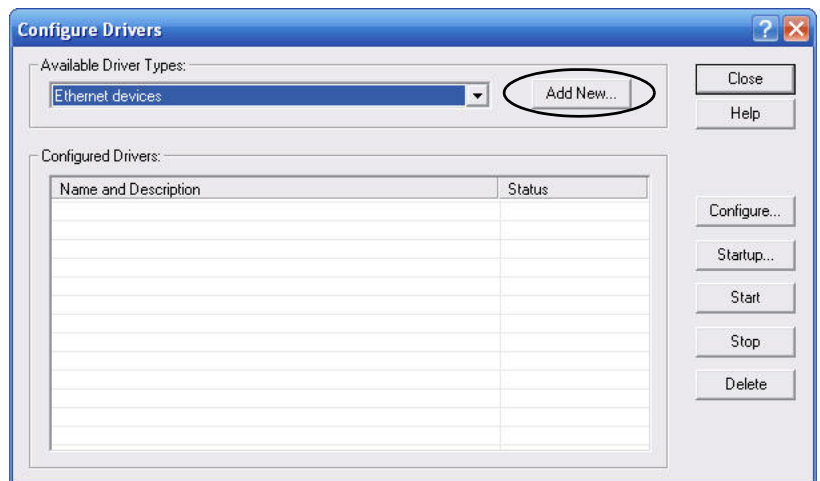 Configure Drivers
Available Driver Types:
Ethernet devices
Add New...
Close
Help
Configured Drivers:
Name and Description
Status
Configure...
Startup...
Start
Stop
Delete